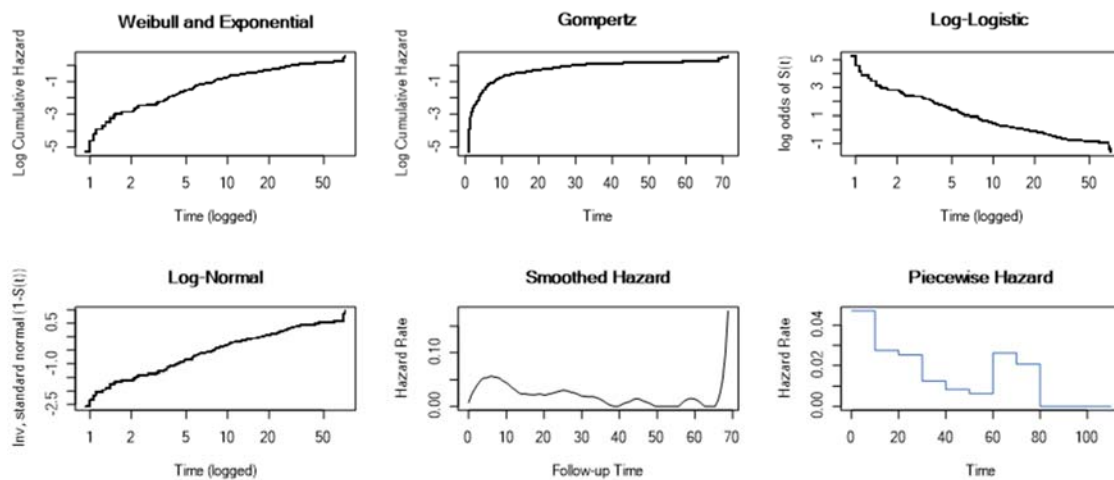 Weibull and Exponential
Log Cumulative Hazard
-1
-3
-5
1 2 5 10 20 50
Time (logged)
Gompertz
Log Cumulative Hazard
-1
-3
-5
0 10 20 30 40 50 60 70
Time
Log-Logistic
log odds of S(t)
5
3
1
-1
1 2 5 10 20 50
Time (logged)
Log-Normal
Inv, standard normal (1-S(t))
0.5
-1.0
-2.5
1 2 5 10 20 50
Time (logged)
Smoothed Hazard
Hazard Rate
0.10
0.00
0 10 20 30 40 50 60 70
Follow-up Time
Piecewise Hazard
Hazard Rate
0.04
0.02
0.00
0 20 40 60 80 100
Time